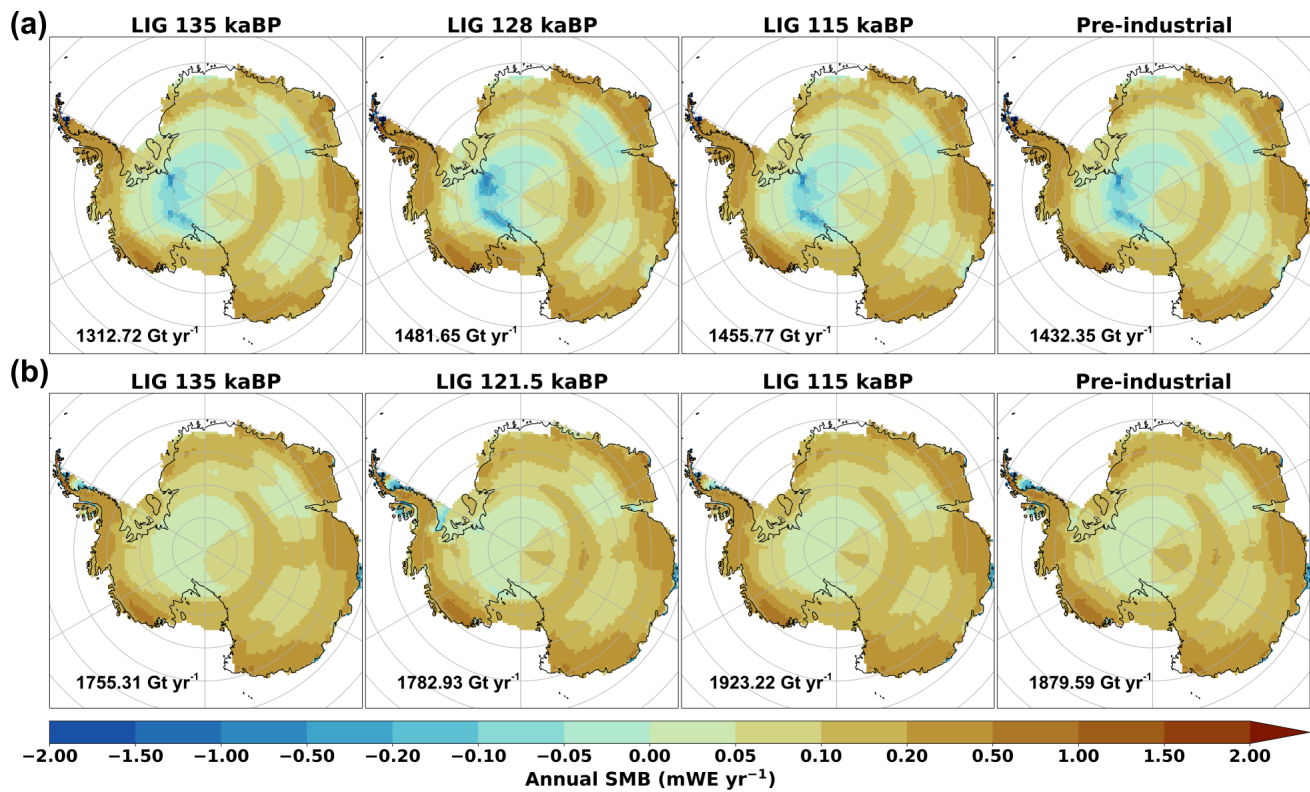 (a)
LIG 135 kaBP LIG 128 kaBP LIG 115 kaBP Pre-industrial
1312.72 Gt yr⁻¹ 1481.65 Gt yr⁻¹ 1455.77 Gt yr⁻¹ 1432.35 Gt yr⁻¹
(b)
LIG 135 kaBP LIG 121.5 kaBP LIG 115 kaBP Pre-industrial
1755.31 Gt yr⁻¹ 1782.93 Gt yr⁻¹ 1923.22 Gt yr⁻¹ 1879.59 Gt yr⁻¹
−2.00 −1.50 −1.00 −0.50 −0.20 −0.10 −0.05 0.00 0.05 0.10 0.20 0.50 1.00 1.50 2.00
Annual SMB (mWE yr⁻¹)